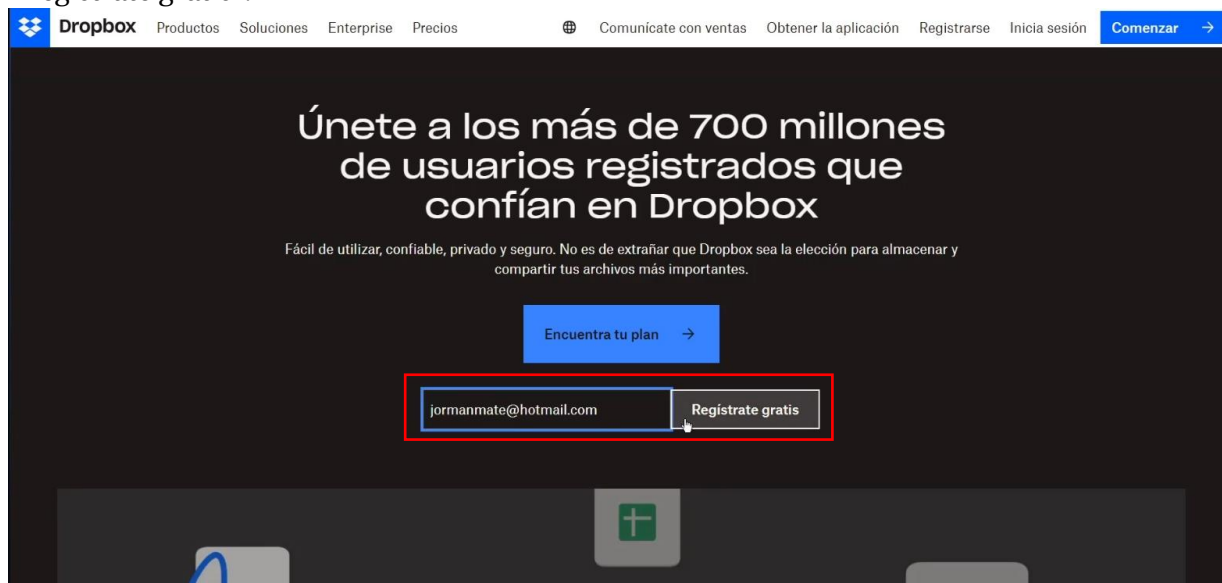 Dropbox Productos Soluciones Enterprise Precios Comunícate con ventas Obtener la aplicación Registrarse Inicia sesión Comenzar →
Únete a los más de 700 millones
de usuarios registrados que
confían en Dropbox
Fácil de utilizar, confiable, privado y seguro. No es de extrañar que Dropbox sea la elección para almacenar y
compartir tus archivos más importantes.
Encuentra tu plan →
jormanmate@hotmail.com Regístrate gratis